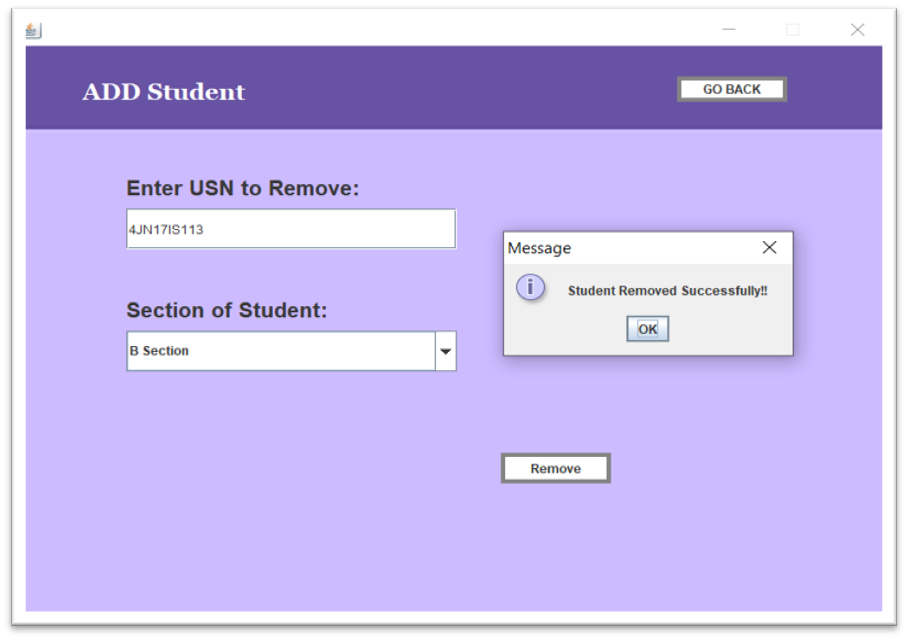 ADD Student
GO BACK
Enter USN to Remove:
4JN17IS113
Message
Student Removed Successfully!!
OK
Section of Student:
B Section
Remove